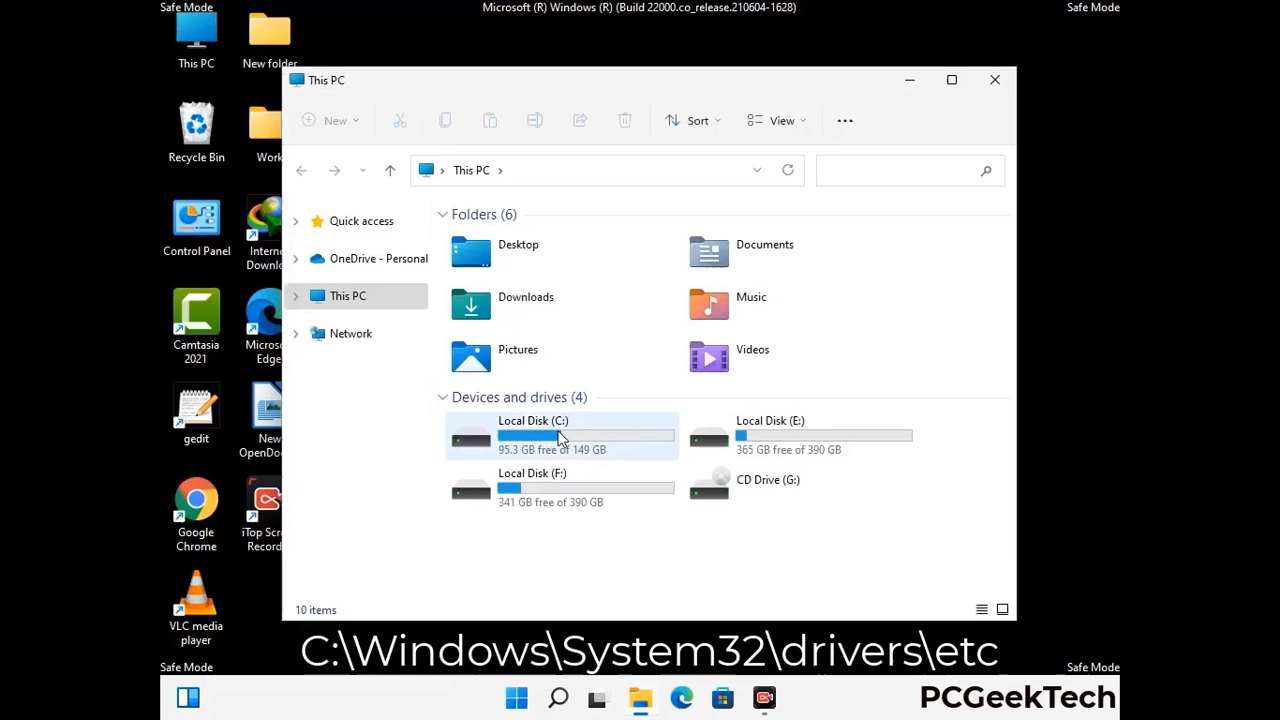 Safe Mode
Microsoft (R) Windows (R) (Build 22000.co_release.210604-1628)
Safe Mode
This PC
New folder
Recycle Bin
Work
Control Panel
Intern
Downlo
Camtasia
2021
Micros
Edge
gedit
New
OpenDo
Google
Chrome
iTop Scr
Record
VLC media
player
This PC
New
Sort
View
This PC
Quick access
OneDrive - Personal
This PC
Network
Folders (6)
Desktop
Documents
Downloads
Music
Pictures
Videos
Devices and drives (4)
Local Disk (C:)
95.3 GB free of 149 GB
Local Disk (E:)
365 GB free of 390 GB
Local Disk (F:)
341 GB free of 390 GB
CD Drive (G:)
10 items
C:\Windows\System32\drivers\etc
Safe Mode
Safe Mode
PCGeekTech